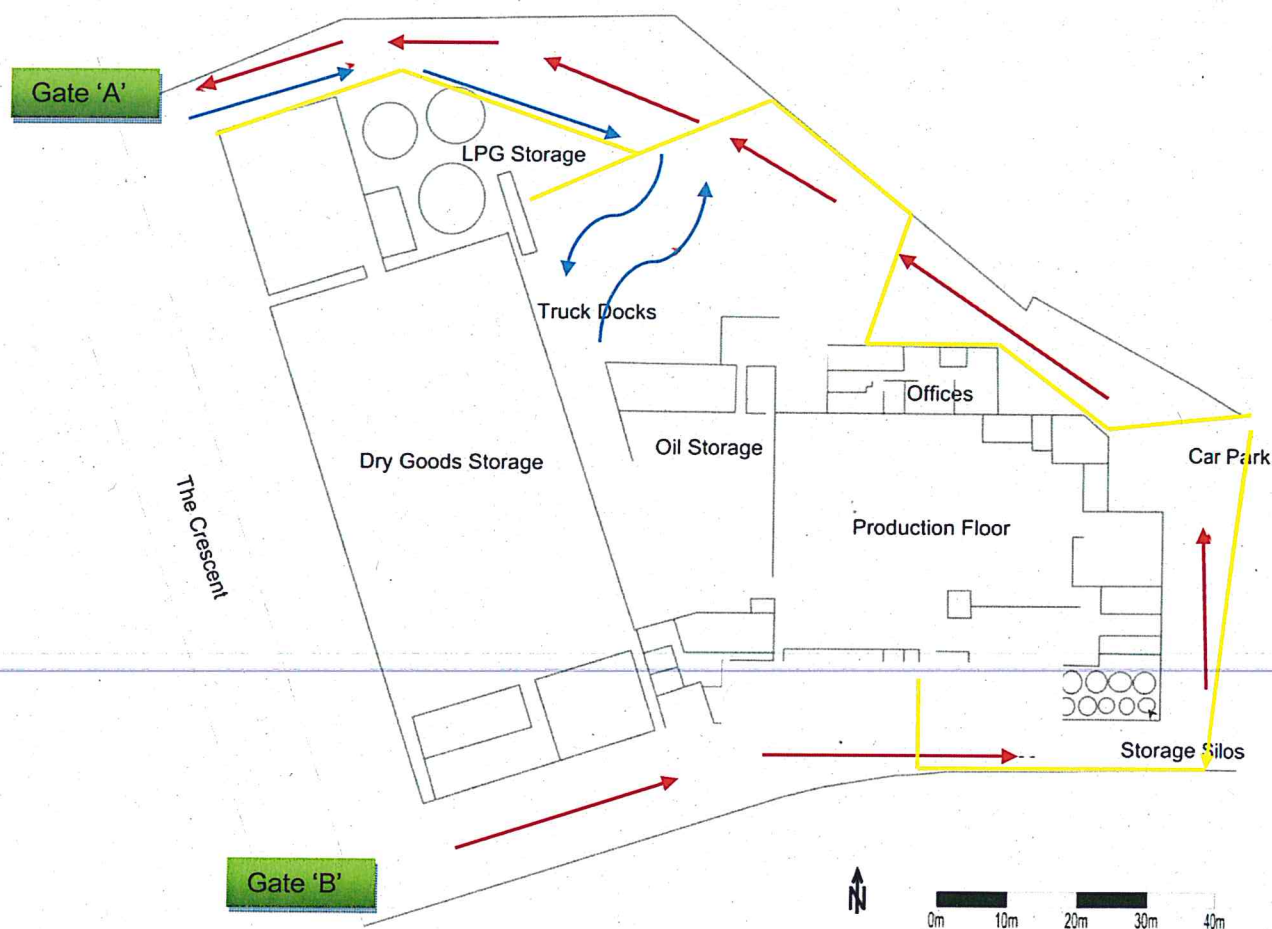 Gate ‘A’
LPG Storage
Truck Docks
Offices
Oil Storage
Dry Goods Storage
Car Park
The Crescent
Production Floor
Storage Silos
Gate ‘B’
N
0m 10m 20m 30m 40m